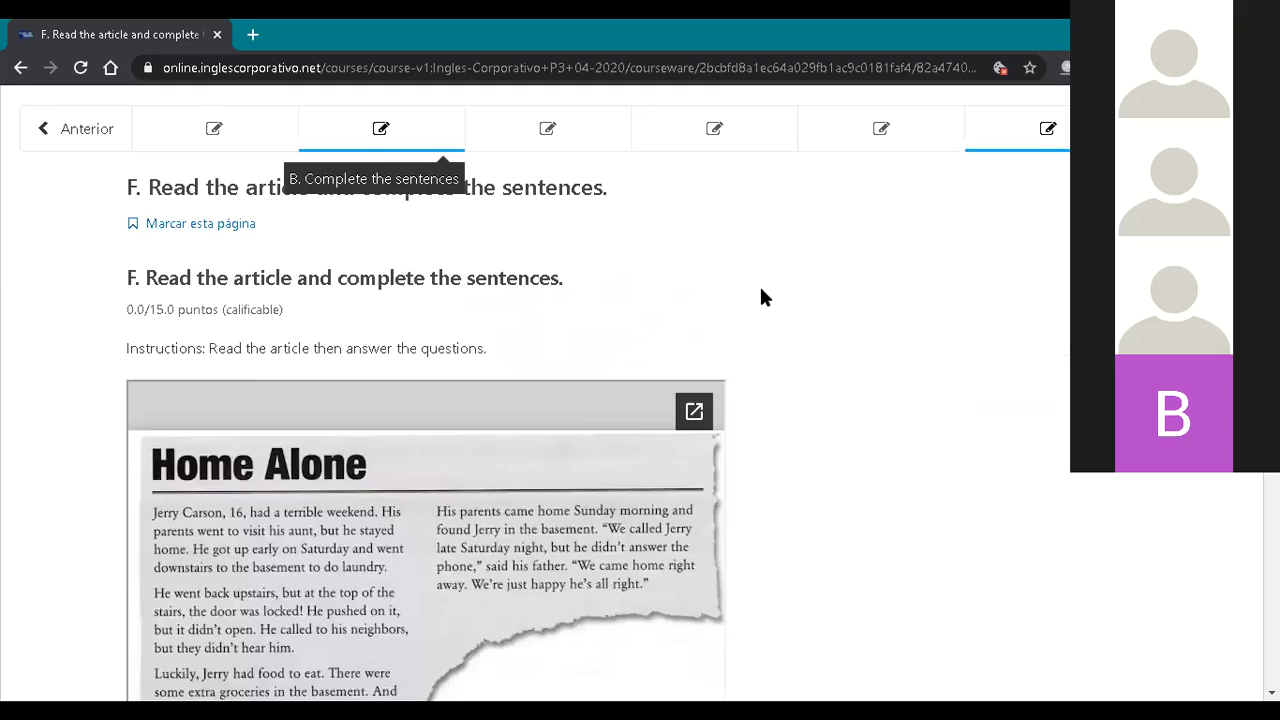 F. Read the article and complete
online.inglescorporativo.net/courses/course-v1:Ingles-Corporativo+P3+04-2020/courseware/2bcbfd8a1ec64a029fb1ac9c0181faf4/82a4740...
Anterior
B. Complete the sentences
F. Read the article and complete the sentences.
Marcar esta página
F. Read the article and complete the sentences.
0.0/15.0 puntos (calificable)
Instructions: Read the article then answer the questions.
Home Alone
Jerry Carson, 16, had a terrible weekend. His
parents went to visit his aunt, but he stayed
home. He got up early on Saturday and went
downstairs to the basement to do laundry.
He went back upstairs, but at the top of the
stairs, the door was locked! He pushed on it,
but it didn't open. He called to his neighbors,
but they didn't hear him.
Luckily, Jerry had food to eat. There were
some extra groceries in the basement. And
His parents came home Sunday morning and
found Jerry in the basement. "We called Jerry
late Saturday night, but he didn't answer the
phone," said his father. "We came home right
away. We're just happy he's all right."
B